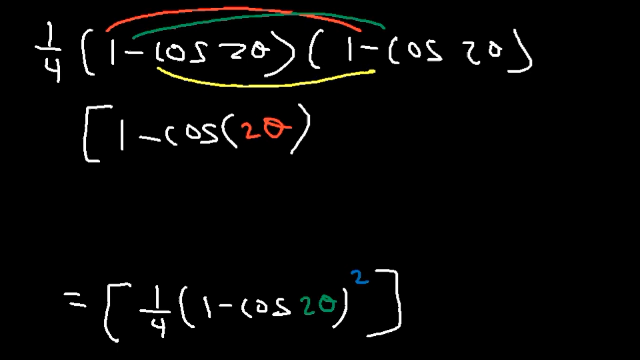 1/4 (1 - cos 2θ)(1 - cos 2θ)
[1 - cos(2θ)
= [1/4 (1 - cos 2θ)²]